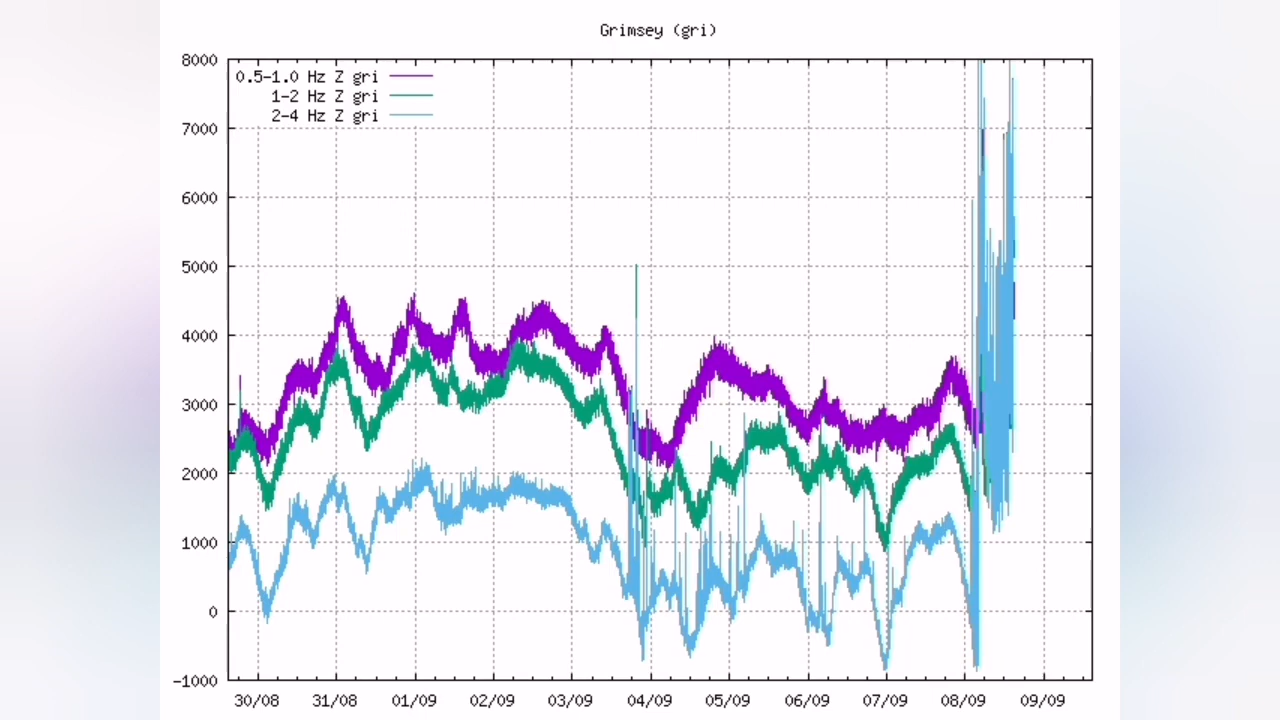 Grimsey (gri)
8000
0.5-1.0 Hz Z gri
1-2 Hz Z gri
2-4 Hz Z gri
7000
6000
5000
4000
3000
2000
1000
0
-1000
30/08 31/08 01/09 02/09 03/09 04/09 05/09 06/09 07/09 08/09 09/09